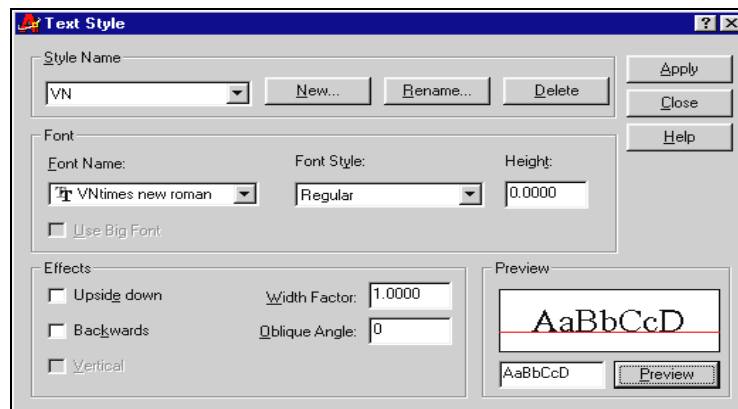 Text Style
Style Name
VN
New...
Rename...
Delete
Apply
Close
Help
Font
Font Name:
Font Style:
Height:
VNtimes new roman
Regular
0.0000
Use Big Font
Effects
Upside down
Width Factor:
1.0000
Backwards
Oblique Angle:
0
Vertical
Preview
AaBbCcD
AaBbCcD
Preview